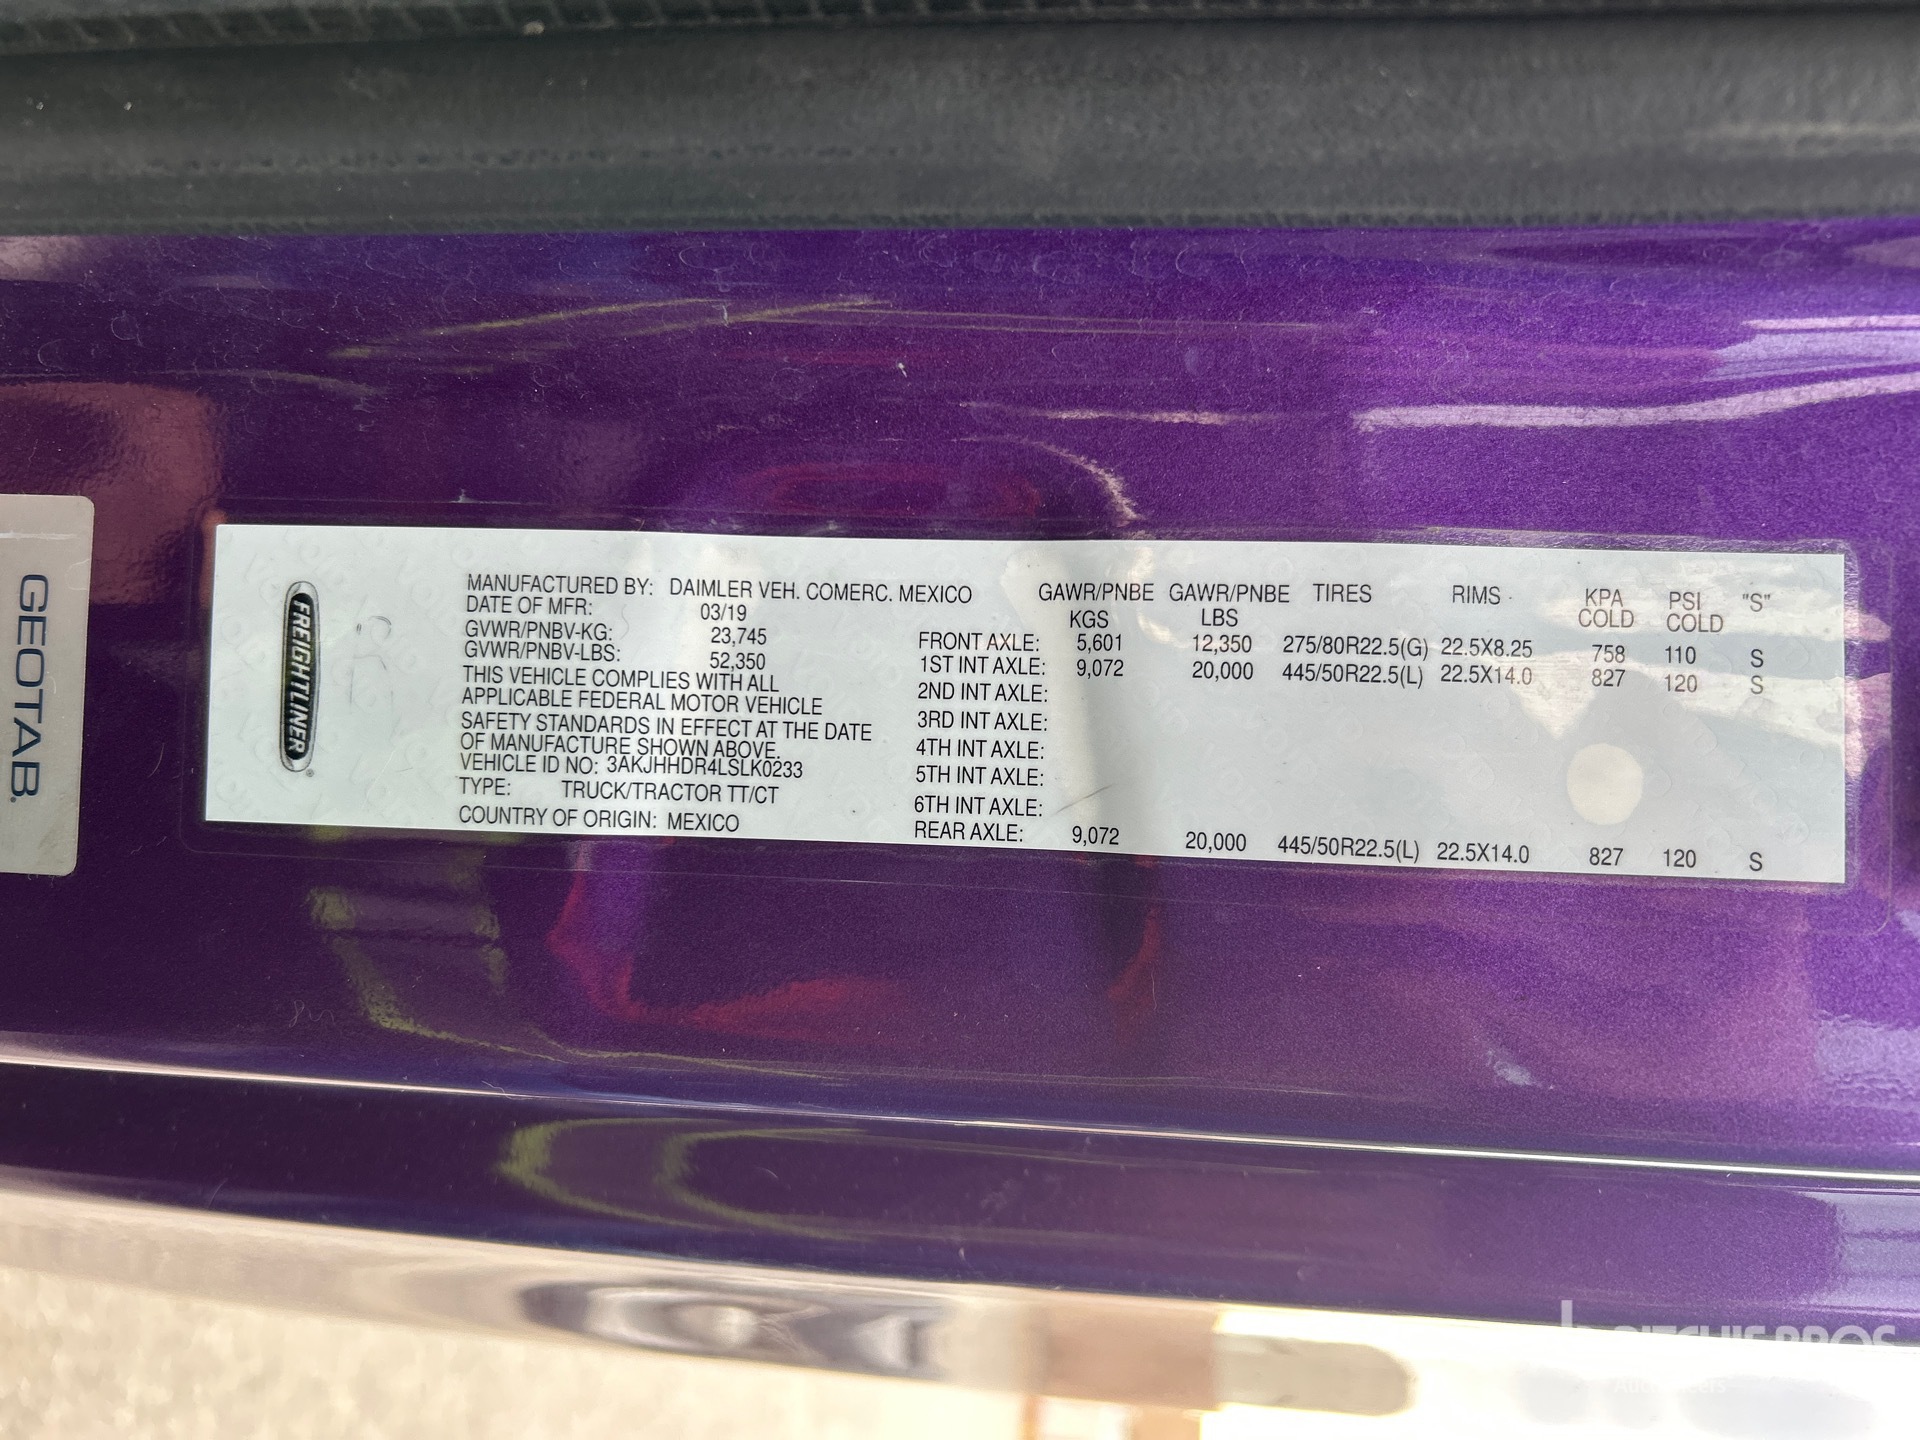 GEOTAB.
FREIGHTLINER
MANUFACTURED BY: DAIMLER VEH. COMERC. MEXICO
DATE OF MFR: 03/19
GVWR/PNBV-KG: 23,745
GVWR/PNBV-LBS: 52,350
THIS VEHICLE COMPLIES WITH ALL
APPLICABLE FEDERAL MOTOR VEHICLE
SAFETY STANDARDS IN EFFECT AT THE DATE
OF MANUFACTURE SHOWN ABOVE.
VEHICLE ID NO: 3AKJHHDR4LSLK0233
TYPE: TRUCK/TRACTOR TT/CT
COUNTRY OF ORIGIN: MEXICO
GAWR/PNBE KGS GAWR/PNBE LBS TIRES RIMS KPA COLD PSI COLD "S"
FRONT AXLE: 5,601 12,350 275/80R22.5(G) 22.5X8.25 758 110 S
1ST INT AXLE: 9,072 20,000 445/50R22.5(L) 22.5X14.0 827 120 S
2ND INT AXLE:
3RD INT AXLE:
4TH INT AXLE:
5TH INT AXLE:
6TH INT AXLE:
REAR AXLE: 9,072 20,000 445/50R22.5(L) 22.5X14.0 827 120 S